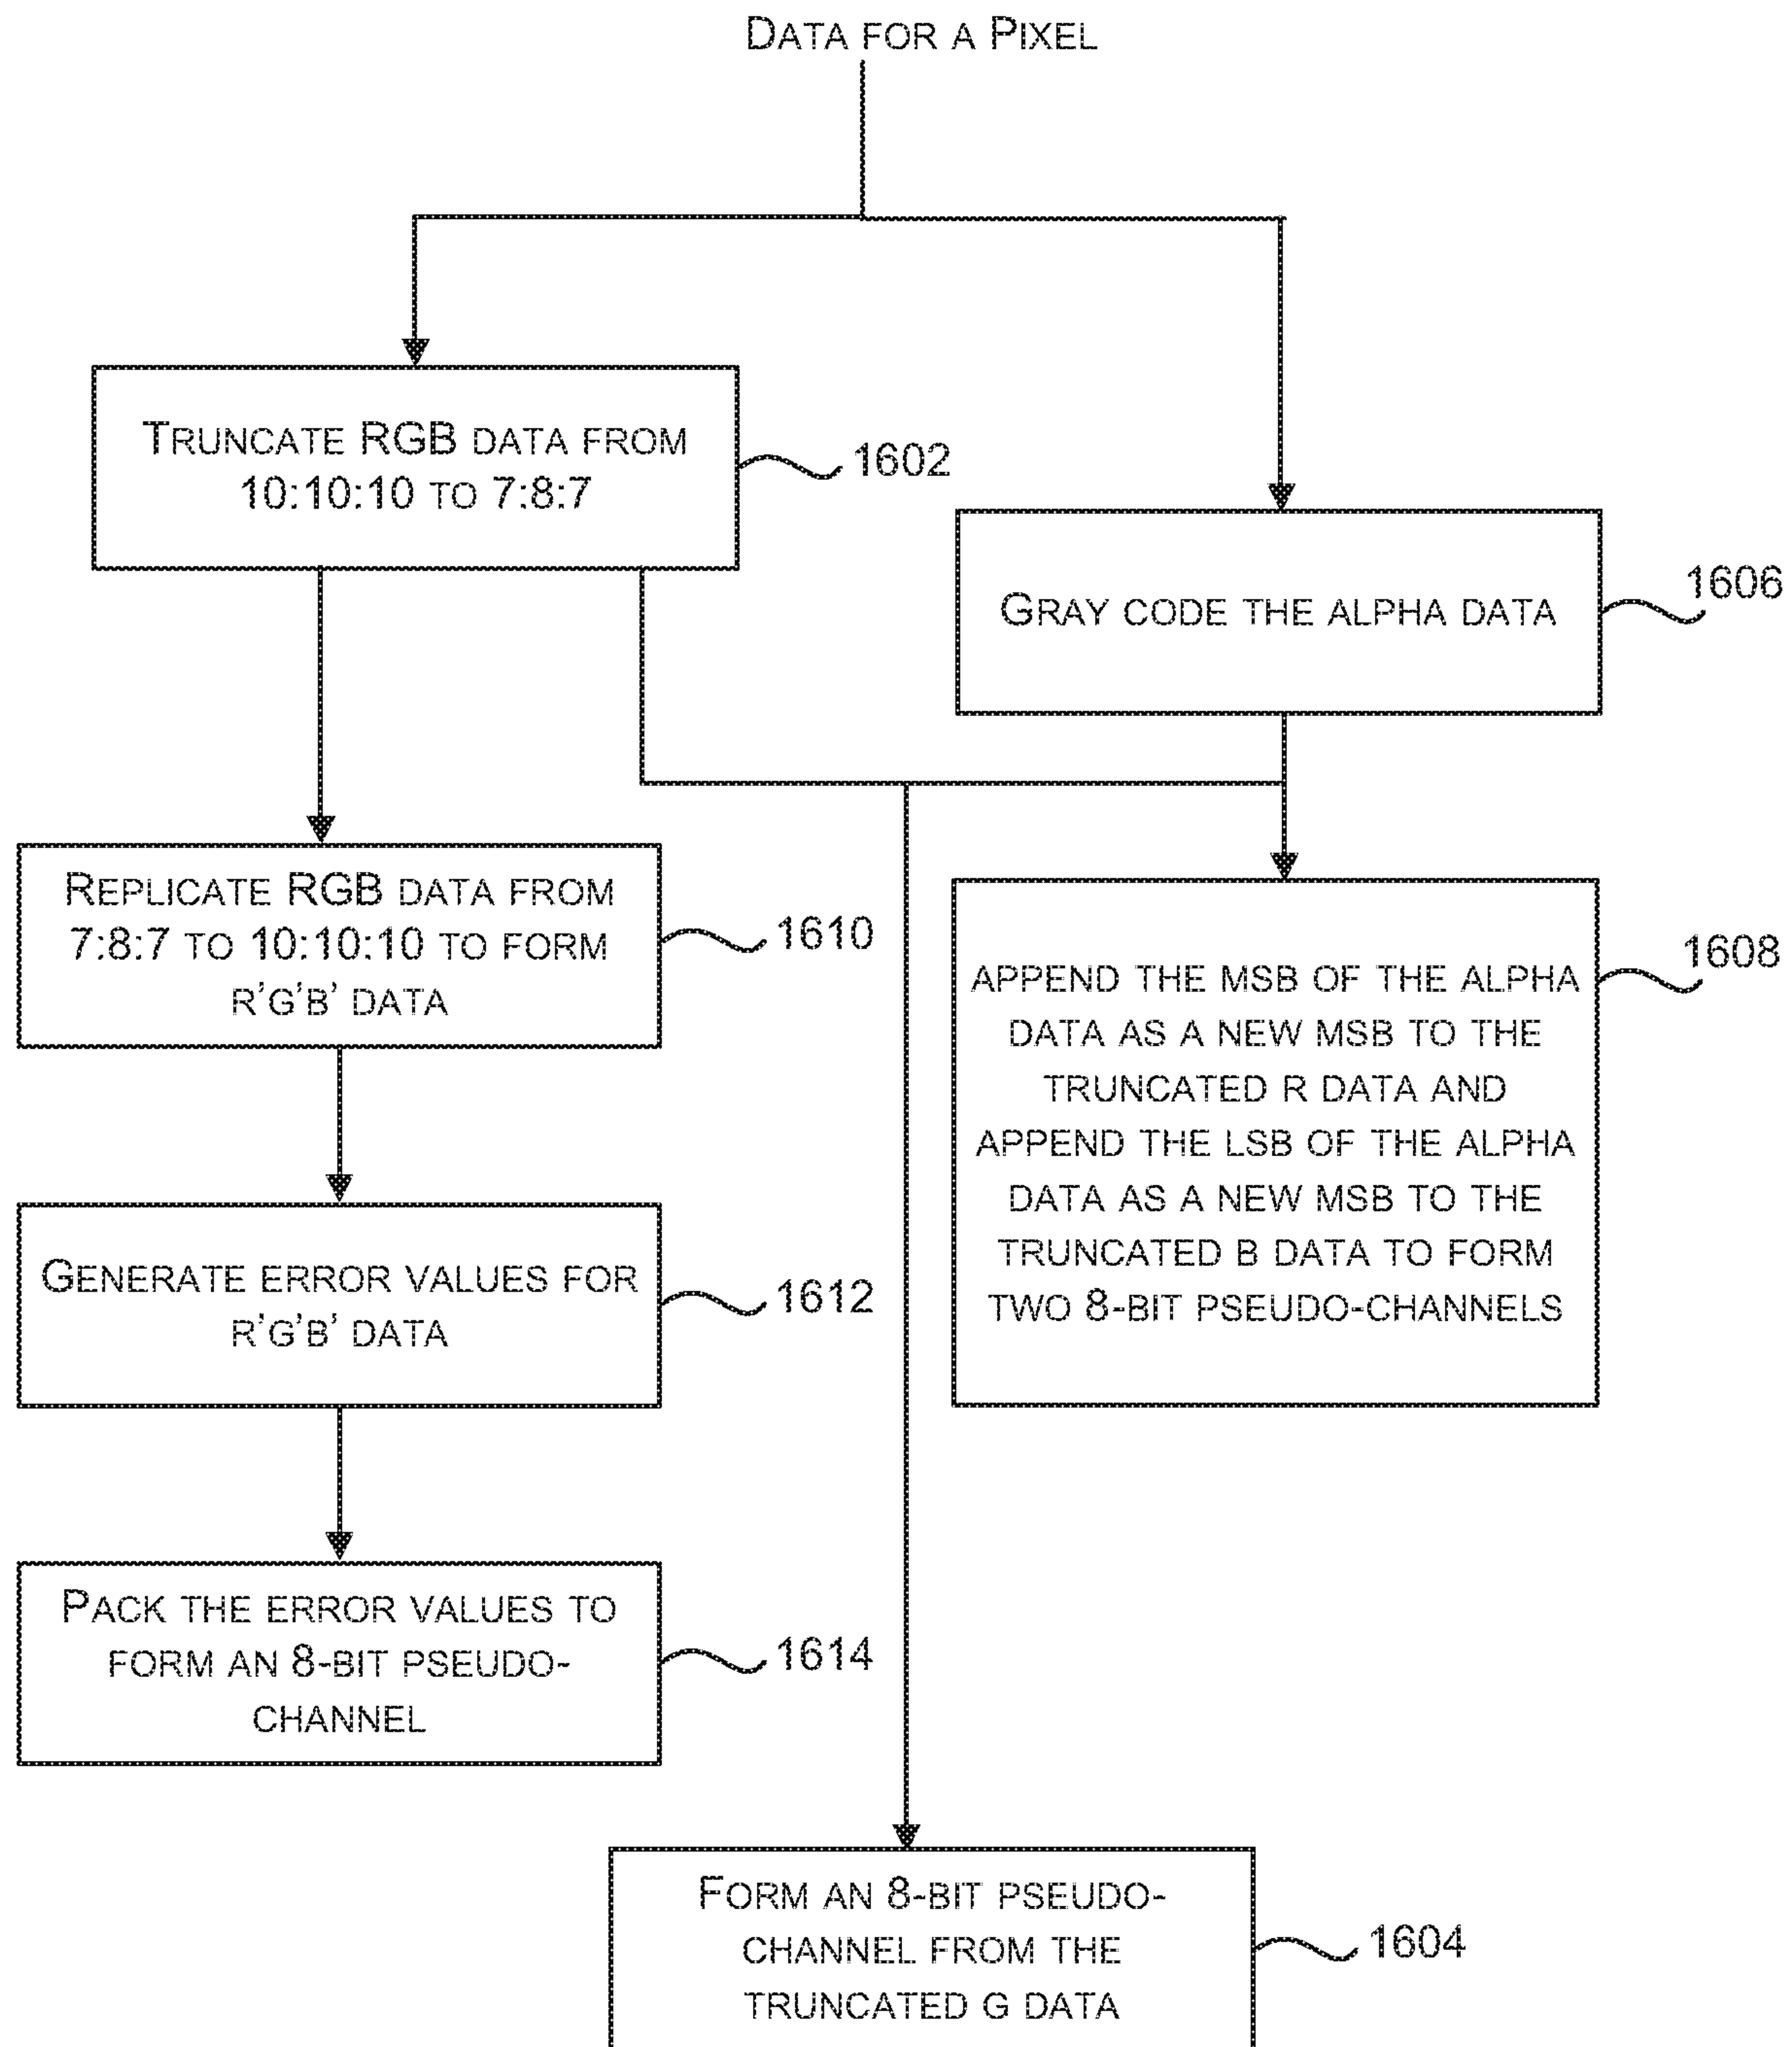 DATA FOR A PIXEL
TRUNCATE RGB DATA FROM
10:10:10 TO 7:8:7
1602
GRAY CODE THE ALPHA DATA
1606
REPLICATE RGB DATA FROM
7:8:7 TO 10:10:10 TO FORM
R'G'B' DATA
1610
APPEND THE MSB OF THE ALPHA
DATA AS A NEW MSB TO THE
TRUNCATED R DATA AND
APPEND THE LSB OF THE ALPHA
DATA AS A NEW MSB TO THE
TRUNCATED B DATA TO FORM
TWO 8-BIT PSEUDO-CHANNELS
1608
GENERATE ERROR VALUES FOR
R'G'B' DATA
1612
PACK THE ERROR VALUES TO
FORM AN 8-BIT PSEUDO-
CHANNEL
1614
FORM AN 8-BIT PSEUDO-
CHANNEL FROM THE
TRUNCATED G DATA
1604